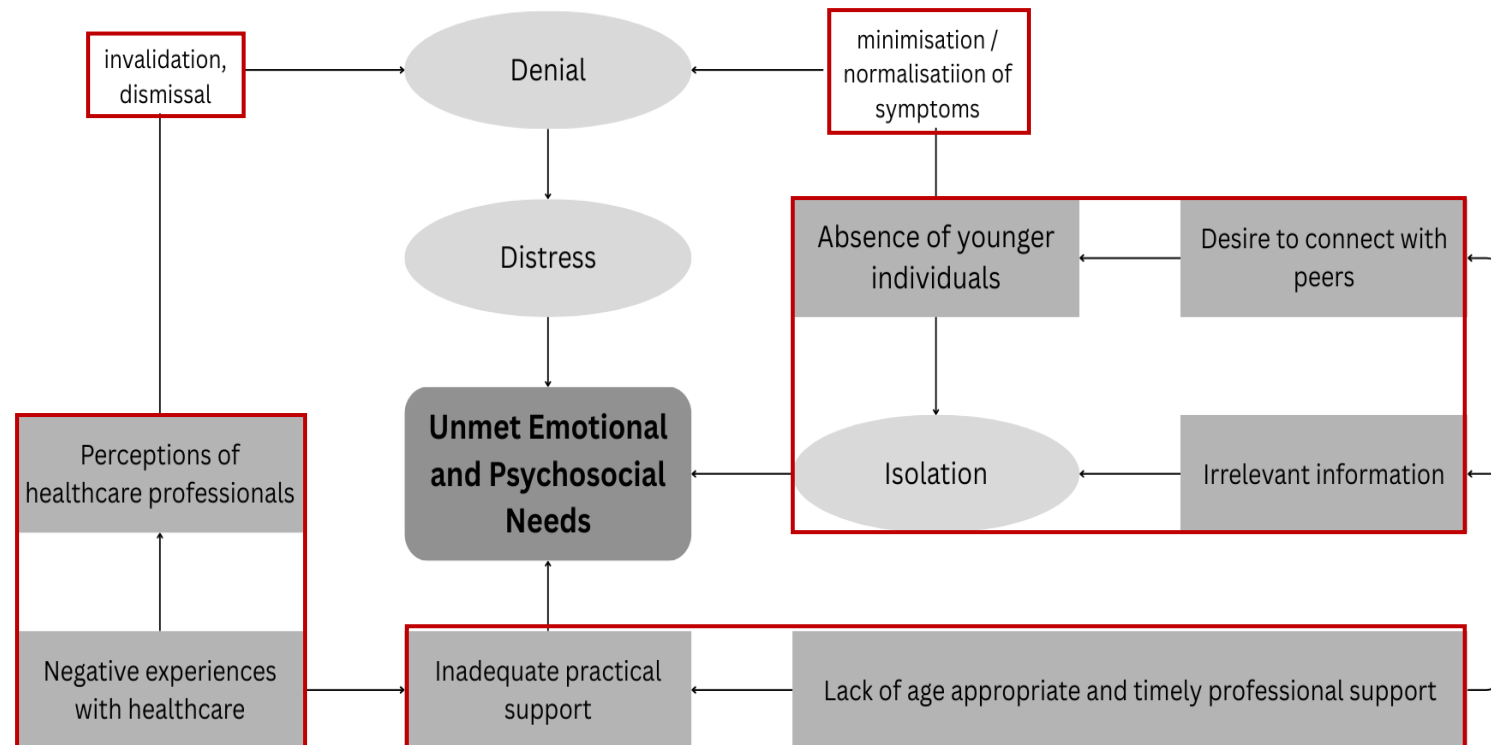 invalidation,
dismissal
Denial
minimisation /
normalisatiion of
symptoms
Distress
Absence of younger
individuals
Desire to connect with
peers
Unmet Emotional
and Psychosocial
Needs
Isolation
Irrelevant information
Perceptions of
healthcare professionals
Negative experiences
with healthcare
Inadequate practical
support
Lack of age appropriate and timely professional support